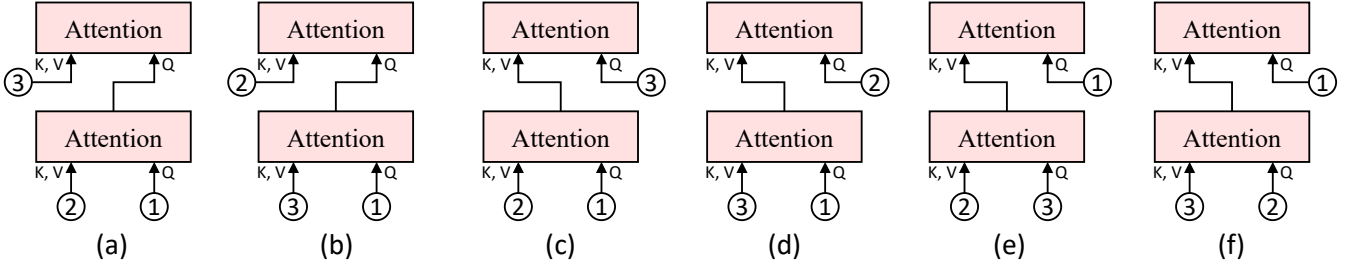 Attention Attention Attention Attention Attention Attention
K, V Q K, V Q K, V Q K, V Q K, V Q K, V Q
3 2 3 2 1 1
Attention Attention Attention Attention Attention Attention
K, V Q K, V Q K, V Q K, V Q K, V Q K, V Q
2 1 3 1 2 1 3 1 2 3 3 2
(a) (b) (c) (d) (e) (f)